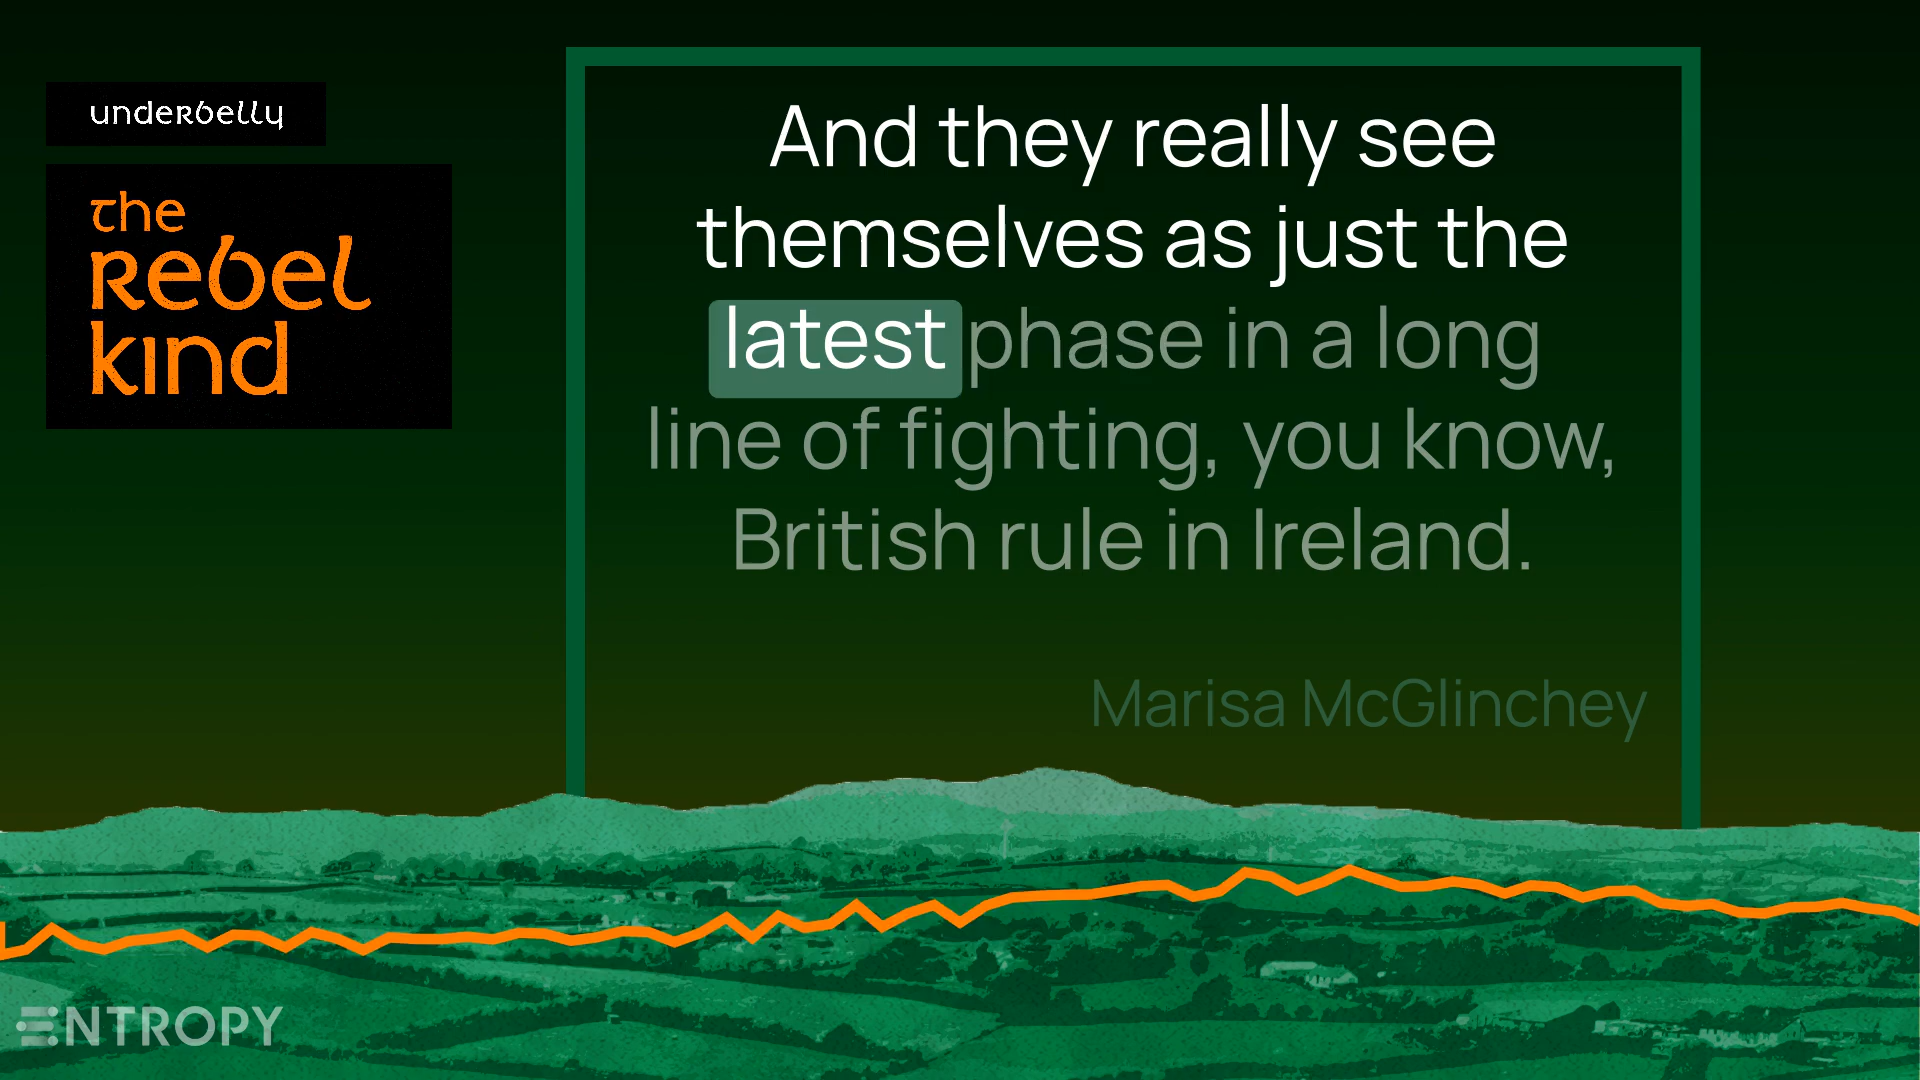 underbelly
the
Rebel
kind
And they really see
themselves as just the
latest phase in a long
line of fighting, you know,
British rule in Ireland.
Marisa McGlinchey
ENTROPY